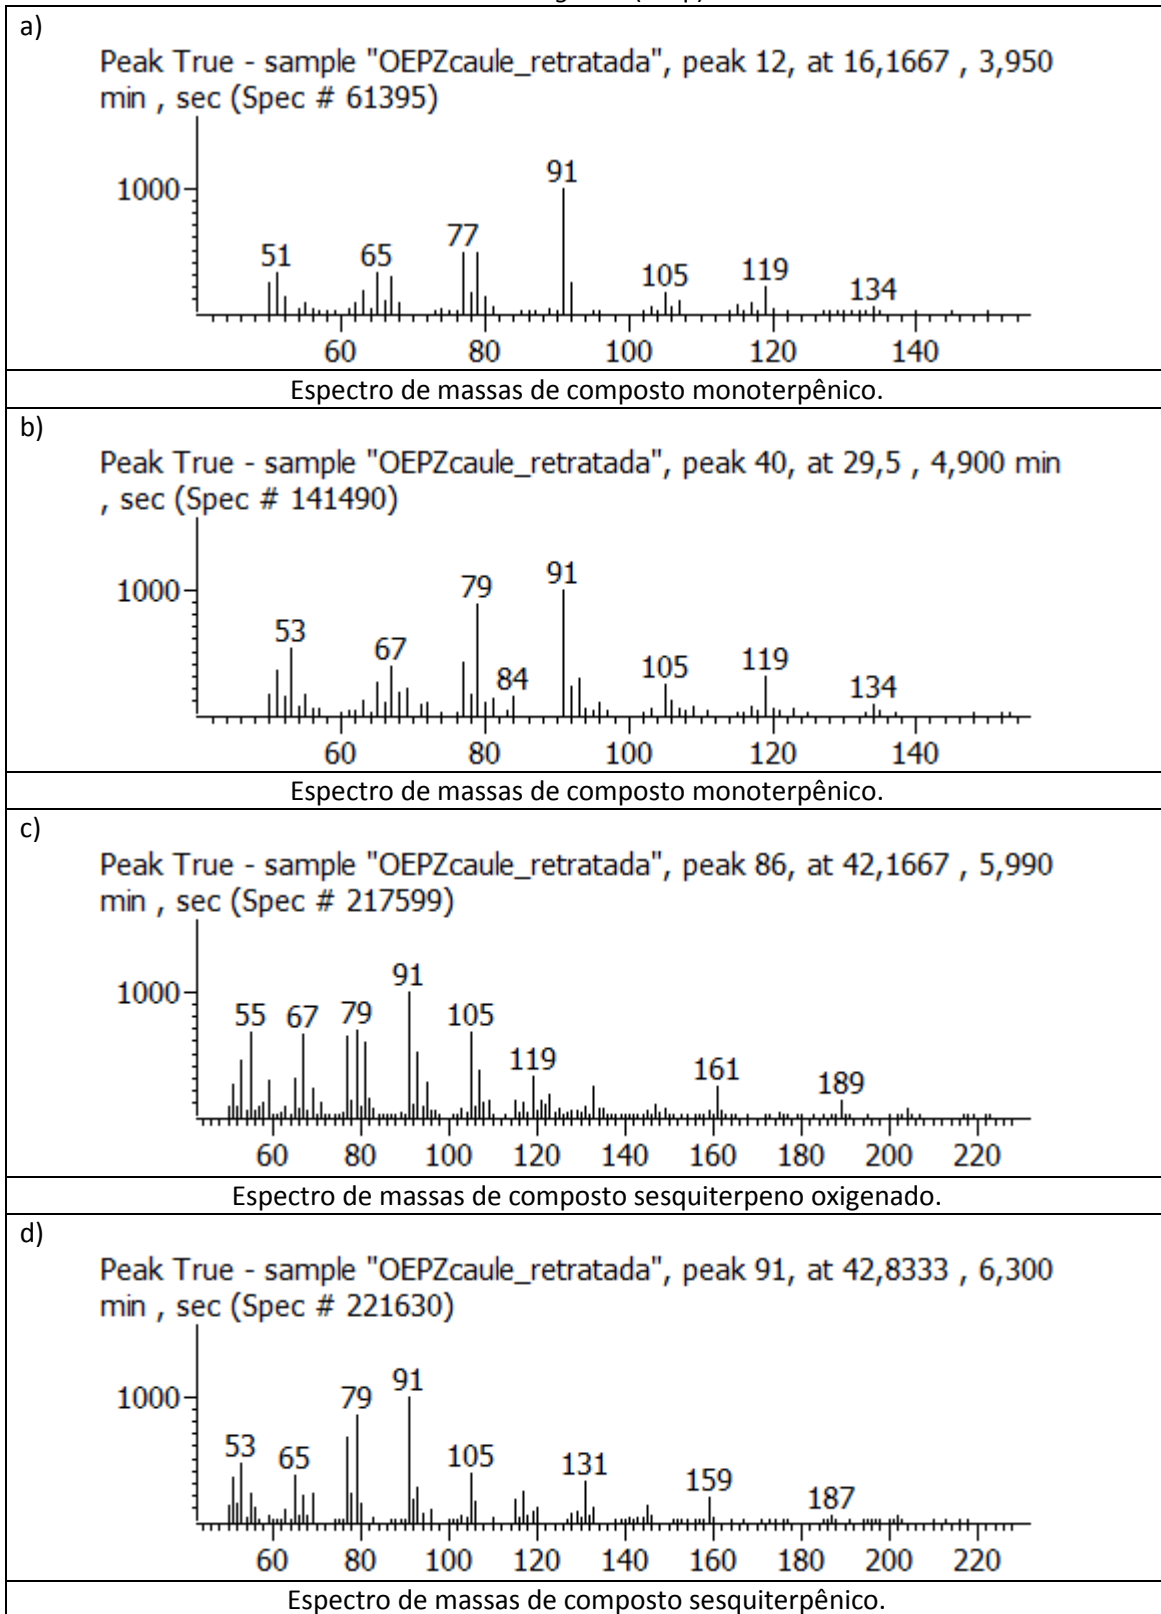 a)
Peak True - sample "OEPZcaule_retratada", peak 12, at 16,1667 , 3,950
min , sec (Spec # 61395)
1000
91
77
51
65
105
119
134
60 80 100 120 140
Espectro de massas de composto monoterpênico.
b)
Peak True - sample "OEPZcaule_retratada", peak 40, at 29,5 , 4,900 min
, sec (Spec # 141490)
1000
91
79
53
67
84
105
119
134
60 80 100 120 140
Espectro de massas de composto monoterpênico.
c)
Peak True - sample "OEPZcaule_retratada", peak 86, at 42,1667 , 5,990
min , sec (Spec # 217599)
1000
91
55 67 79 105
119
161
189
60 80 100 120 140 160 180 200 220
Espectro de massas de composto sesquiterpeno oxigenado.
d)
Peak True - sample "OEPZcaule_retratada", peak 91, at 42,8333 , 6,300
min , sec (Spec # 221630)
1000
91
79
53
65
105
131
159
187
60 80 100 120 140 160 180 200 220
Espectro de massas de composto sesquiterpênico.